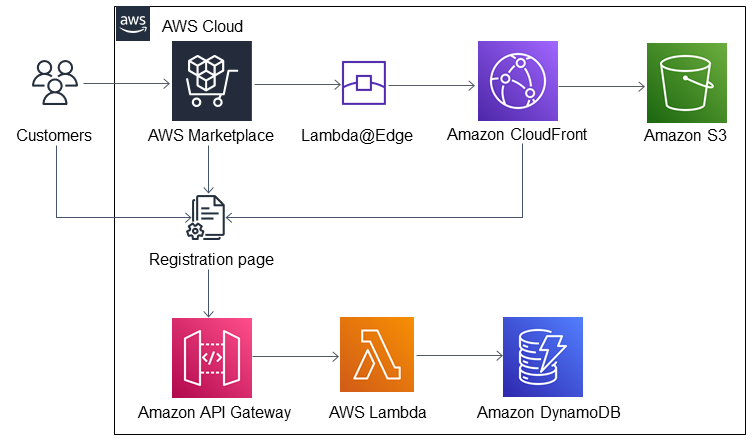 aws
AWS Cloud
Customers
AWS Marketplace
Lambda@Edge
Amazon CloudFront
Amazon S3
Registration page
</>
Amazon API Gateway
AWS Lambda
Amazon DynamoDB